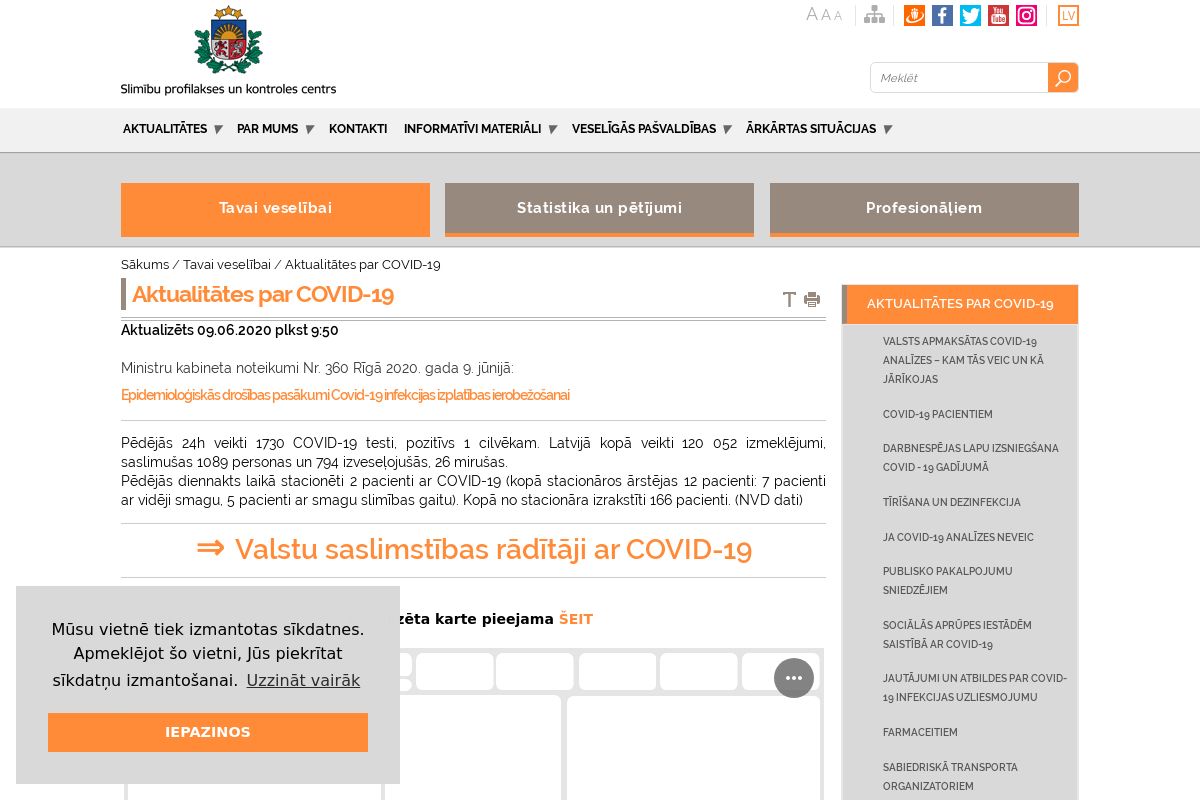 A A A
You
Tube
LV
Slimību profilakses un kontroles centrs
Meklēt
AKTUALITĀTES
PAR MUMS
KONTAKTI
INFORMATĪVI MATERIĀLI
VESELĪGĀS PAŠVALDĪBAS
ĀRKĀRTAS SITUĀCIJAS
Tavai veselībai
Statistika un pētījumi
Profesionāļiem
Sākums / Tavai veselībai / Aktualitātes par COVID-19
Aktualitātes par COVID-19
Aktualizēts 09.06.2020 plkst 9:50
Ministru kabineta noteikumi Nr. 360 Rīgā 2020. gada 9. jūnijā:
Epidemioloģiskās drošības pasākumi Covid-19 infekcijas izplatības ierobežošanai
Pēdējās 24h veikti 1730 COVID-19 testi, pozitīvs 1 cilvēkam. Latvijā kopā veikti 120 052 izmeklējumi,
saslimušas 1089 personas un 794 izveseļojušās, 26 mirušas.
Pēdējās diennakts laikā stacionēti 2 pacienti ar COVID-19 (kopā stacionāros ārstējas 12 pacienti: 7 pacienti
ar vidēji smagu, 5 pacienti ar smagu slimības gaitu). Kopā no stacionāra izrakstīti 166 pacienti. (NVD dati)
⇒ Valstu saslimstības rādītāji ar COVID-19
zēta karte pieejama ŠEIT
AKTUALITĀTES PAR COVID-19
VALSTS APMAKSĀTAS COVID-19
ANALĪZES – KAM TĀS VEIC UN KĀ
JĀRĪKOJAS
COVID-19 PACIENTIEM
DARBNESPĒJAS LAPU IZSNIEGŠANA
COVID - 19 GADĪJUMĀ
TĪRĪŠANA UN DEZINFEKCIJA
JA COVID-19 ANALĪZES NEVEIC
PUBLISKO PAKALPOJUMU
SNIEDZĒJIEM
SOCIĀLĀS APRŪPES IESTĀDĒM
SAISTĪBĀ AR COVID-19
JAUTĀJUMI UN ATBILDES PAR COVID-
19 INFEKCIJAS UZLIESMOJUMU
FARMACEITIEM
SABIEDRISKĀ TRANSPORTA
ORGANIZATORIEM
Mūsu vietnē tiek izmantotas sīkdatnes.
Apmeklējot šo vietni, Jūs piekrītat
sīkdatņu izmantošanai. Uzzināt vairāk
IEPAZINOS